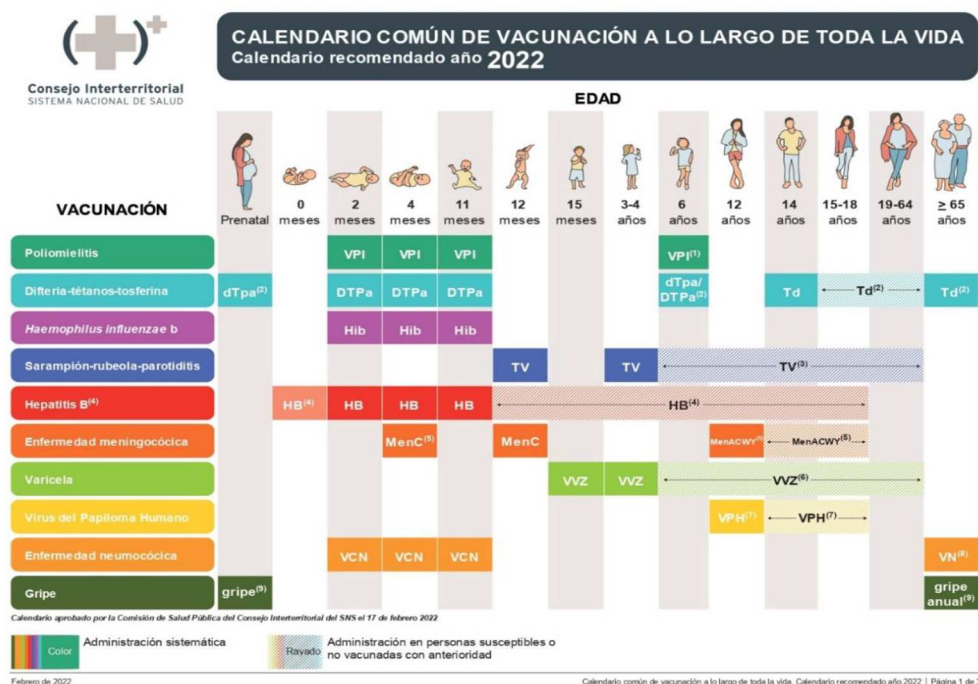 Consejo Interterritorial
SISTEMA NACIONAL DE SALUD
CALENDARIO COMÚN DE VACUNACIÓN A LO LARGO DE TODA LA VIDA
Calendario recomendado año 2022
EDAD
VACUNACIÓN
Prenatal
0 meses
2 meses
4 meses
11 meses
12 meses
15 meses
3-4 años
6 años
12 años
14 años
15-18 años
19-64 años
≥ 65 años
Poliomielitis VPI VPI VPI VPI(1)
Difteria-tétanos-tosferina dTpa(2) DTPa DTPa DTPa dTpa/ DTPa(2) Td Td(2) Td(2)
Haemophilus influenzae b Hib Hib Hib
Sarampión-rubeola-parotiditis TV TV TV(3)
Hepatitis B(4) HB(4) HB HB HB HB(4)
Enfermedad meningocócica MenC(5) MenC MenACWY(5) MenACWY(5)
Varicela VVZ VVZ VVZ(6)
Virus del Papiloma Humano VPH(7) VPH(7)
Enfermedad neumocócica VCN VCN VCN VN(8)
Gripe gripe(9) gripe anual(9)
Calendario aprobado por la Comisión de Salud Pública del Consejo Interterritorial del SNS el 17 de febrero 2022
Color Administración sistemática
Rayado Administración en personas susceptibles o
no vacunadas con anterioridad
Febrero de 2022
Calendario común de vacunación a lo largo de toda la vida. Calendario recomendado año 2022 | Página 1 de